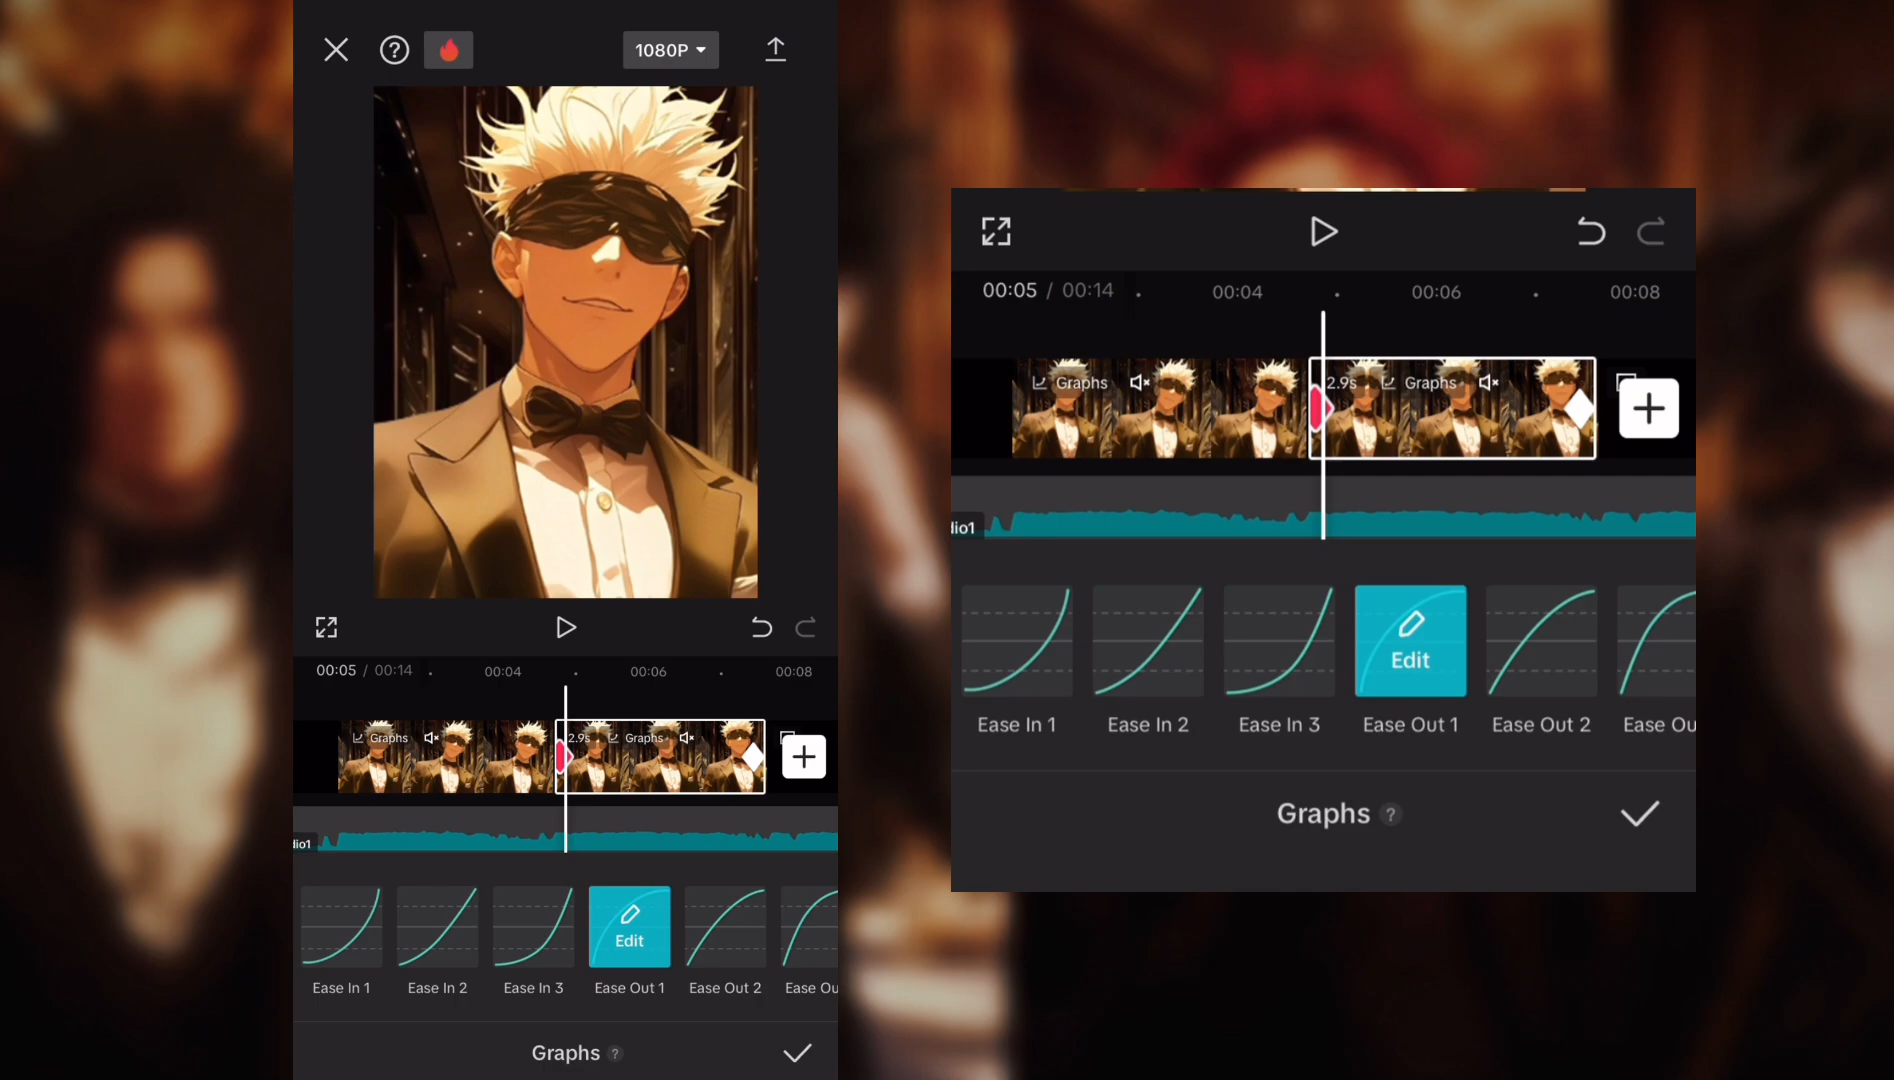 1080P
00:05 / 00:14 00:04 00:06 00:08
Graphs 2.9s Graphs
dio1
Edit
Ease In 1 Ease In 2 Ease In 3 Ease Out 1 Ease Out 2 Ease Ou
Graphs ?
00:05 / 00:14 00:04 00:06 00:08
Graphs 2.9s Graphs
dio1
Edit
Ease In 1 Ease In 2 Ease In 3 Ease Out 1 Ease Out 2 Ease Ou
Graphs ?